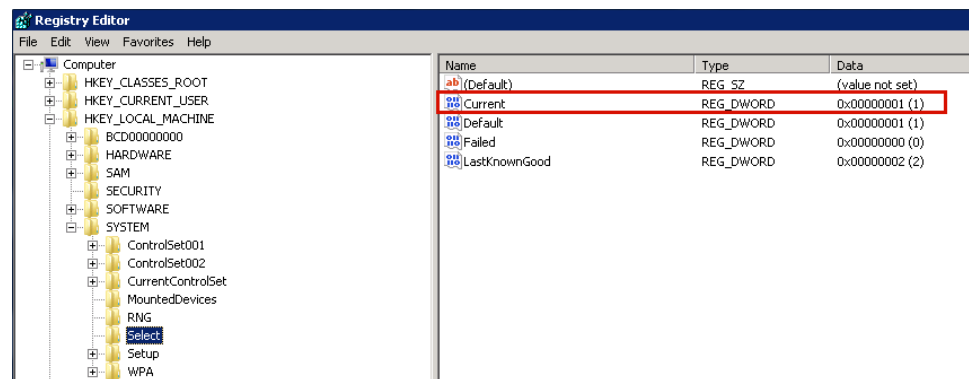 Registry Editor
File Edit View Favorites Help
Computer
HKEY_CLASSES_ROOT
HKEY_CURRENT_USER
HKEY_LOCAL_MACHINE
BCD00000000
HARDWARE
SAM
SECURITY
SOFTWARE
SYSTEM
ControlSet001
ControlSet002
CurrentControlSet
MountedDevices
RNG
Select
Setup
WPA
Name Type Data
(Default) REG_SZ (value not set)
Current REG_DWORD 0x00000001 (1)
Default REG_DWORD 0x00000001 (1)
Failed REG_DWORD 0x00000000 (0)
LastKnownGood REG_DWORD 0x00000002 (2)